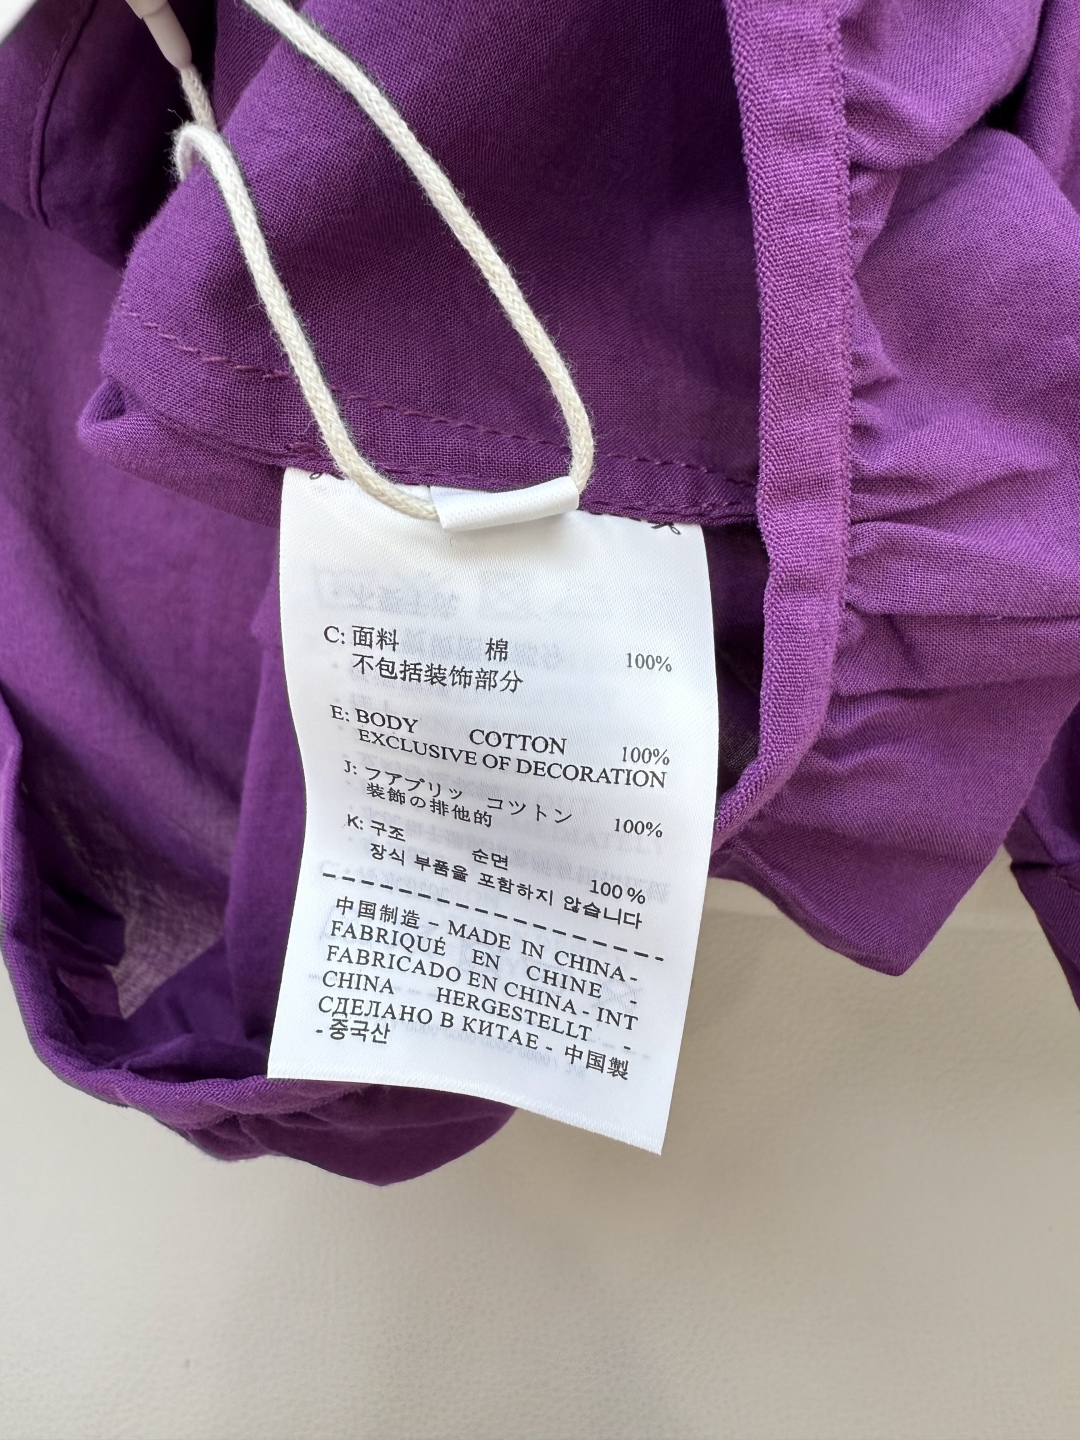 C: 面料 棉 100%
不包括装饰部分
E: BODY COTTON 100%
EXCLUSIVE OF DECORATION
J: フアプリッ コツトン 100%
装飾の排他的
K: 구조 순면 100%
장식 부품을 포함하지 않습니다
中国制造 - MADE IN CHINA -
FABRIQUÉ EN CHINE -
FABRICADO EN CHINA - INT
CHINA HERGESTELLT -
СДЕЛАНО В КИТАЕ - 中国製
- 중국산